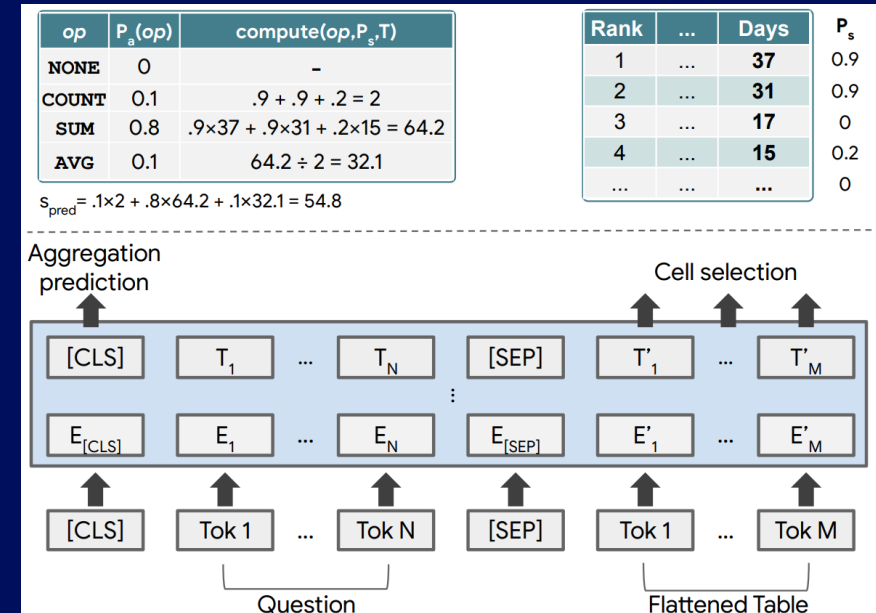 op Pa(op) compute(op,Ps,T)
NONE 0 –
COUNT 0.1 .9 + .9 + .2 = 2
SUM 0.8 .9×37 + .9×31 + .2×15 = 64.2
AVG 0.1 64.2 ÷ 2 = 32.1
spred= .1×2 + .8×64.2 + .1×32.1 = 54.8
Rank ... Days Ps
1 ... 37 0.9
2 ... 31 0.9
3 ... 17 0
4 ... 15 0.2
... ... ... 0
Aggregation
prediction
Cell selection
[CLS] T1 ... TN [SEP] T'1 ... T'M
⋮
E[CLS] E1 ... EN E[SEP] E'1 ... E'M
[CLS] Tok 1 ... Tok N [SEP] Tok 1 ... Tok M
Question Flattened Table